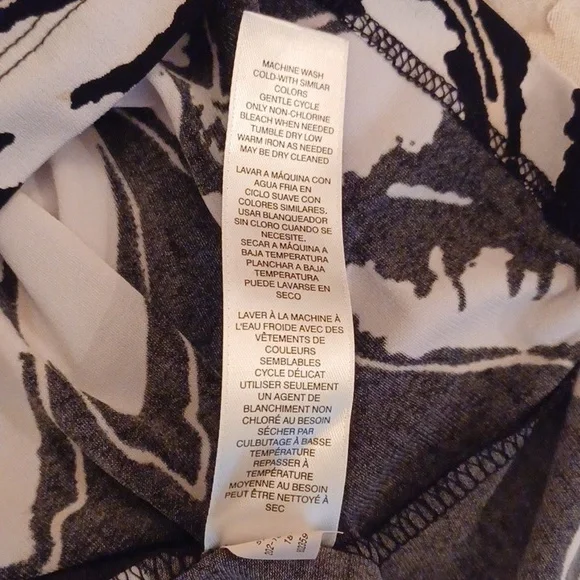 MACHINE WASH
COLD-WITH SIMILAR
COLORS
GENTLE CYCLE
ONLY NON-CHLORINE
BLEACH WHEN NEEDED
TUMBLE DRY LOW
WARM IRON AS NEEDED
MAY BE DRY CLEANED
LAVAR A MÁQUINA CON
AGUA FRIA EN
CICLO SUAVE CON
COLORES SIMILARES.
USAR BLANQUEADOR
SIN CLORO CUANDO SE
NECESITE.
SECAR A MÁQUINA A
BAJA TEMPERATURA
PLANCHAR A BAJA
TEMPERATURA
PUEDE LAVARSE EN
SECO
LAVER À LA MACHINE À
L'EAU FROIDE AVEC DES
VÊTEMENTS DE
COULEURS
SEMBLABLES
CYCLE DÉLICAT
UTILISER SEULEMENT
UN AGENT DE
BLANCHIMENT NON
CHLORÉ AU BESOIN
SÉCHER PAR
CULBUTAGE À BASSE
TEMPÉRATURE
REPASSER À
TEMPÉRATURE
MOYENNE AU BESOIN
PEUT ÊTRE NETTOYÉ À
SEC